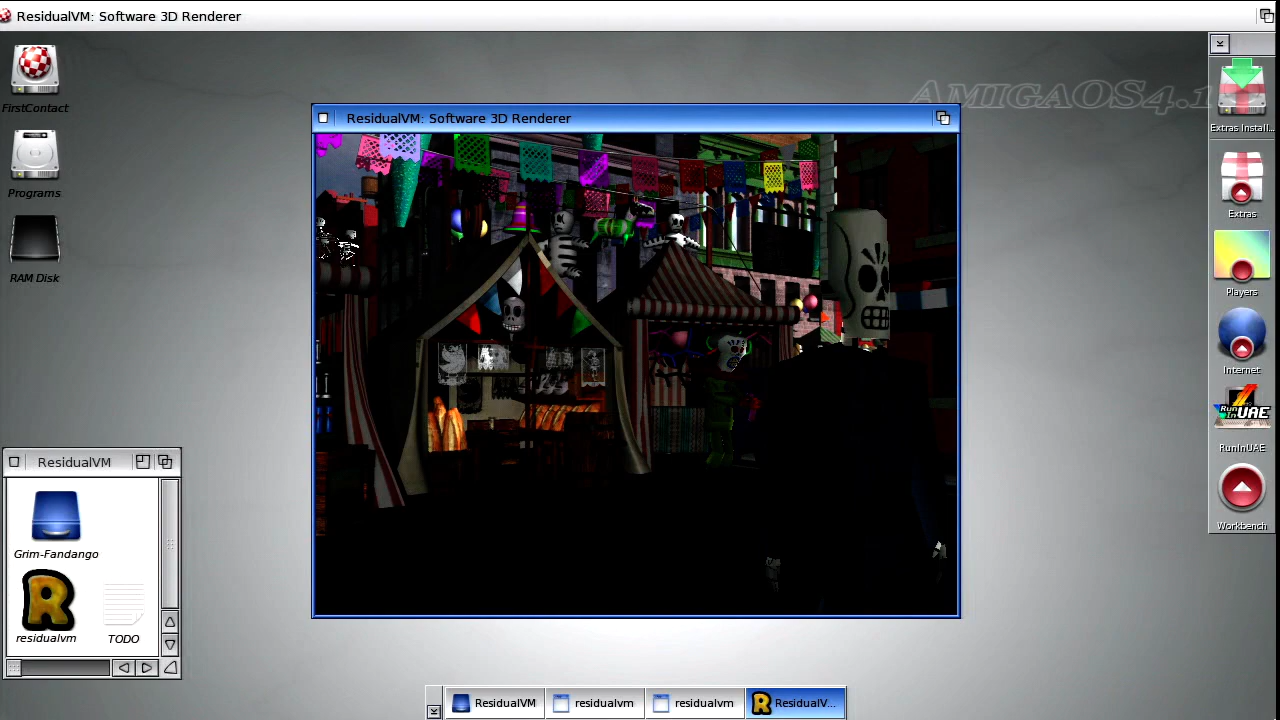 ResidualVM: Software 3D Renderer
FirstContact
Programs
RAM Disk
AMIGAOS4.1
ResidualVM: Software 3D Renderer
Extras Install...
Extras
Players
Internet
RunInUAE
RunInUAE
Workbench
ResidualVM
Grim-Fandango
R
residualvm
TODO
ResidualVM
residualvm
residualvm
R
ResidualV...